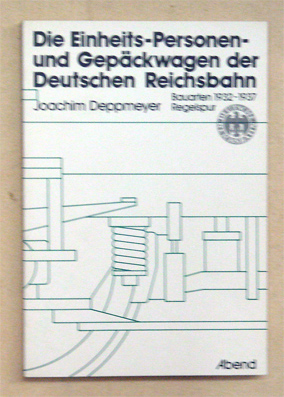 Die Einheits-Personen-
und Gepäckwagen der
Deutschen Reichsbahn
Joachim Deppmeyer
Bauarten 1932-1937
Regelspur
Abend